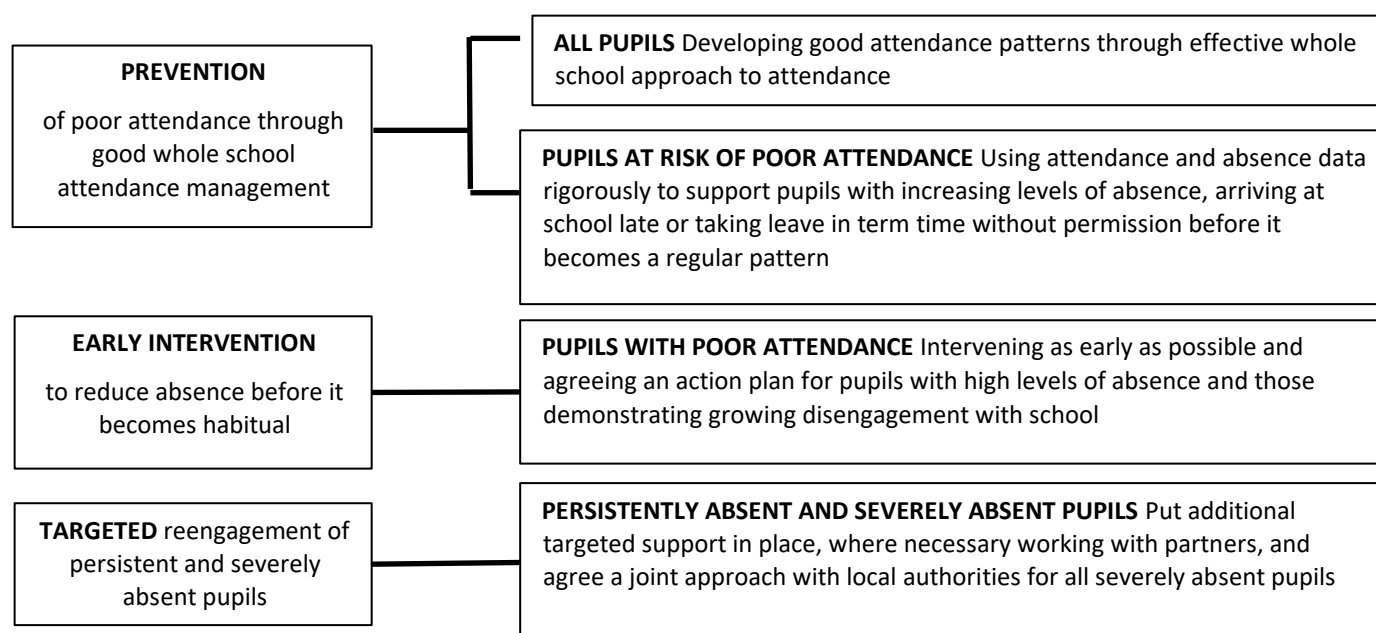 PREVENTION
of poor attendance through
good whole school
attendance management
ALL PUPILS Developing good attendance patterns through effective whole
school approach to attendance
PUPILS AT RISK OF POOR ATTENDANCE Using attendance and absence data
rigorously to support pupils with increasing levels of absence, arriving at
school late or taking leave in term time without permission before it
becomes a regular pattern
EARLY INTERVENTION
to reduce absence before it
becomes habitual
PUPILS WITH POOR ATTENDANCE Intervening as early as possible and
agreeing an action plan for pupils with high levels of absence and those
demonstrating growing disengagement with school
TARGETED reengagement of
persistent and severely
absent pupils
PERSISTENTLY ABSENT AND SEVERELY ABSENT PUPILS Put additional
targeted support in place, where necessary working with partners, and
agree a joint approach with local authorities for all severely absent pupils